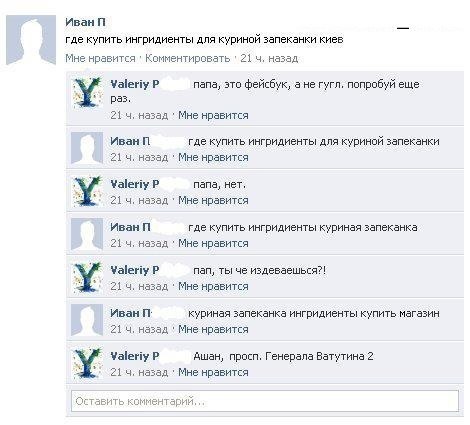 Иван П
где купить ингридиенты для куриной запеканки киев
Мне нравится · Комментировать · 21 ч. назад
Valeriy P папа, это фейсбук, а не гугл. попробуй еще
раз.
21 ч. назад · Мне нравится
Иван П где купить ингридиенты для куриной запеканки
21 ч. назад · Мне нравится
Valeriy P папа, нет.
21 ч. назад · Мне нравится
Иван П где купить ингридиенты куриная запеканка
21 ч. назад · Мне нравится
Valeriy P пап, ты че издеваешься?!
21 ч. назад · Мне нравится
Иван П куриная запеканка ингридиенты купить магазин
21 ч. назад · Мне нравится
Valeriy P Ашан, просп. Генерала Ватутина 2
21 ч. назад · Мне нравится
Оставить комментарий...